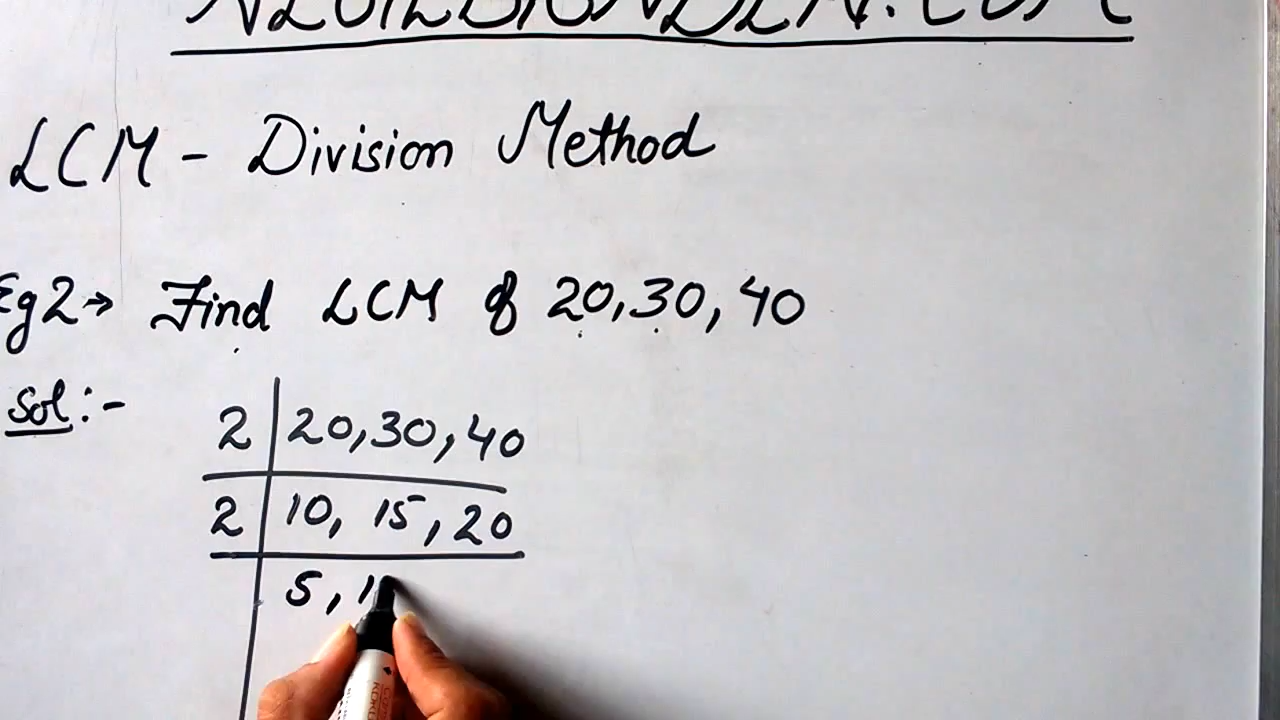 LCM - Division Method
Eg2→ Find LCM of 20,30,40
Sol:-
2 20,30,40
2 10, 15, 20
5, 1